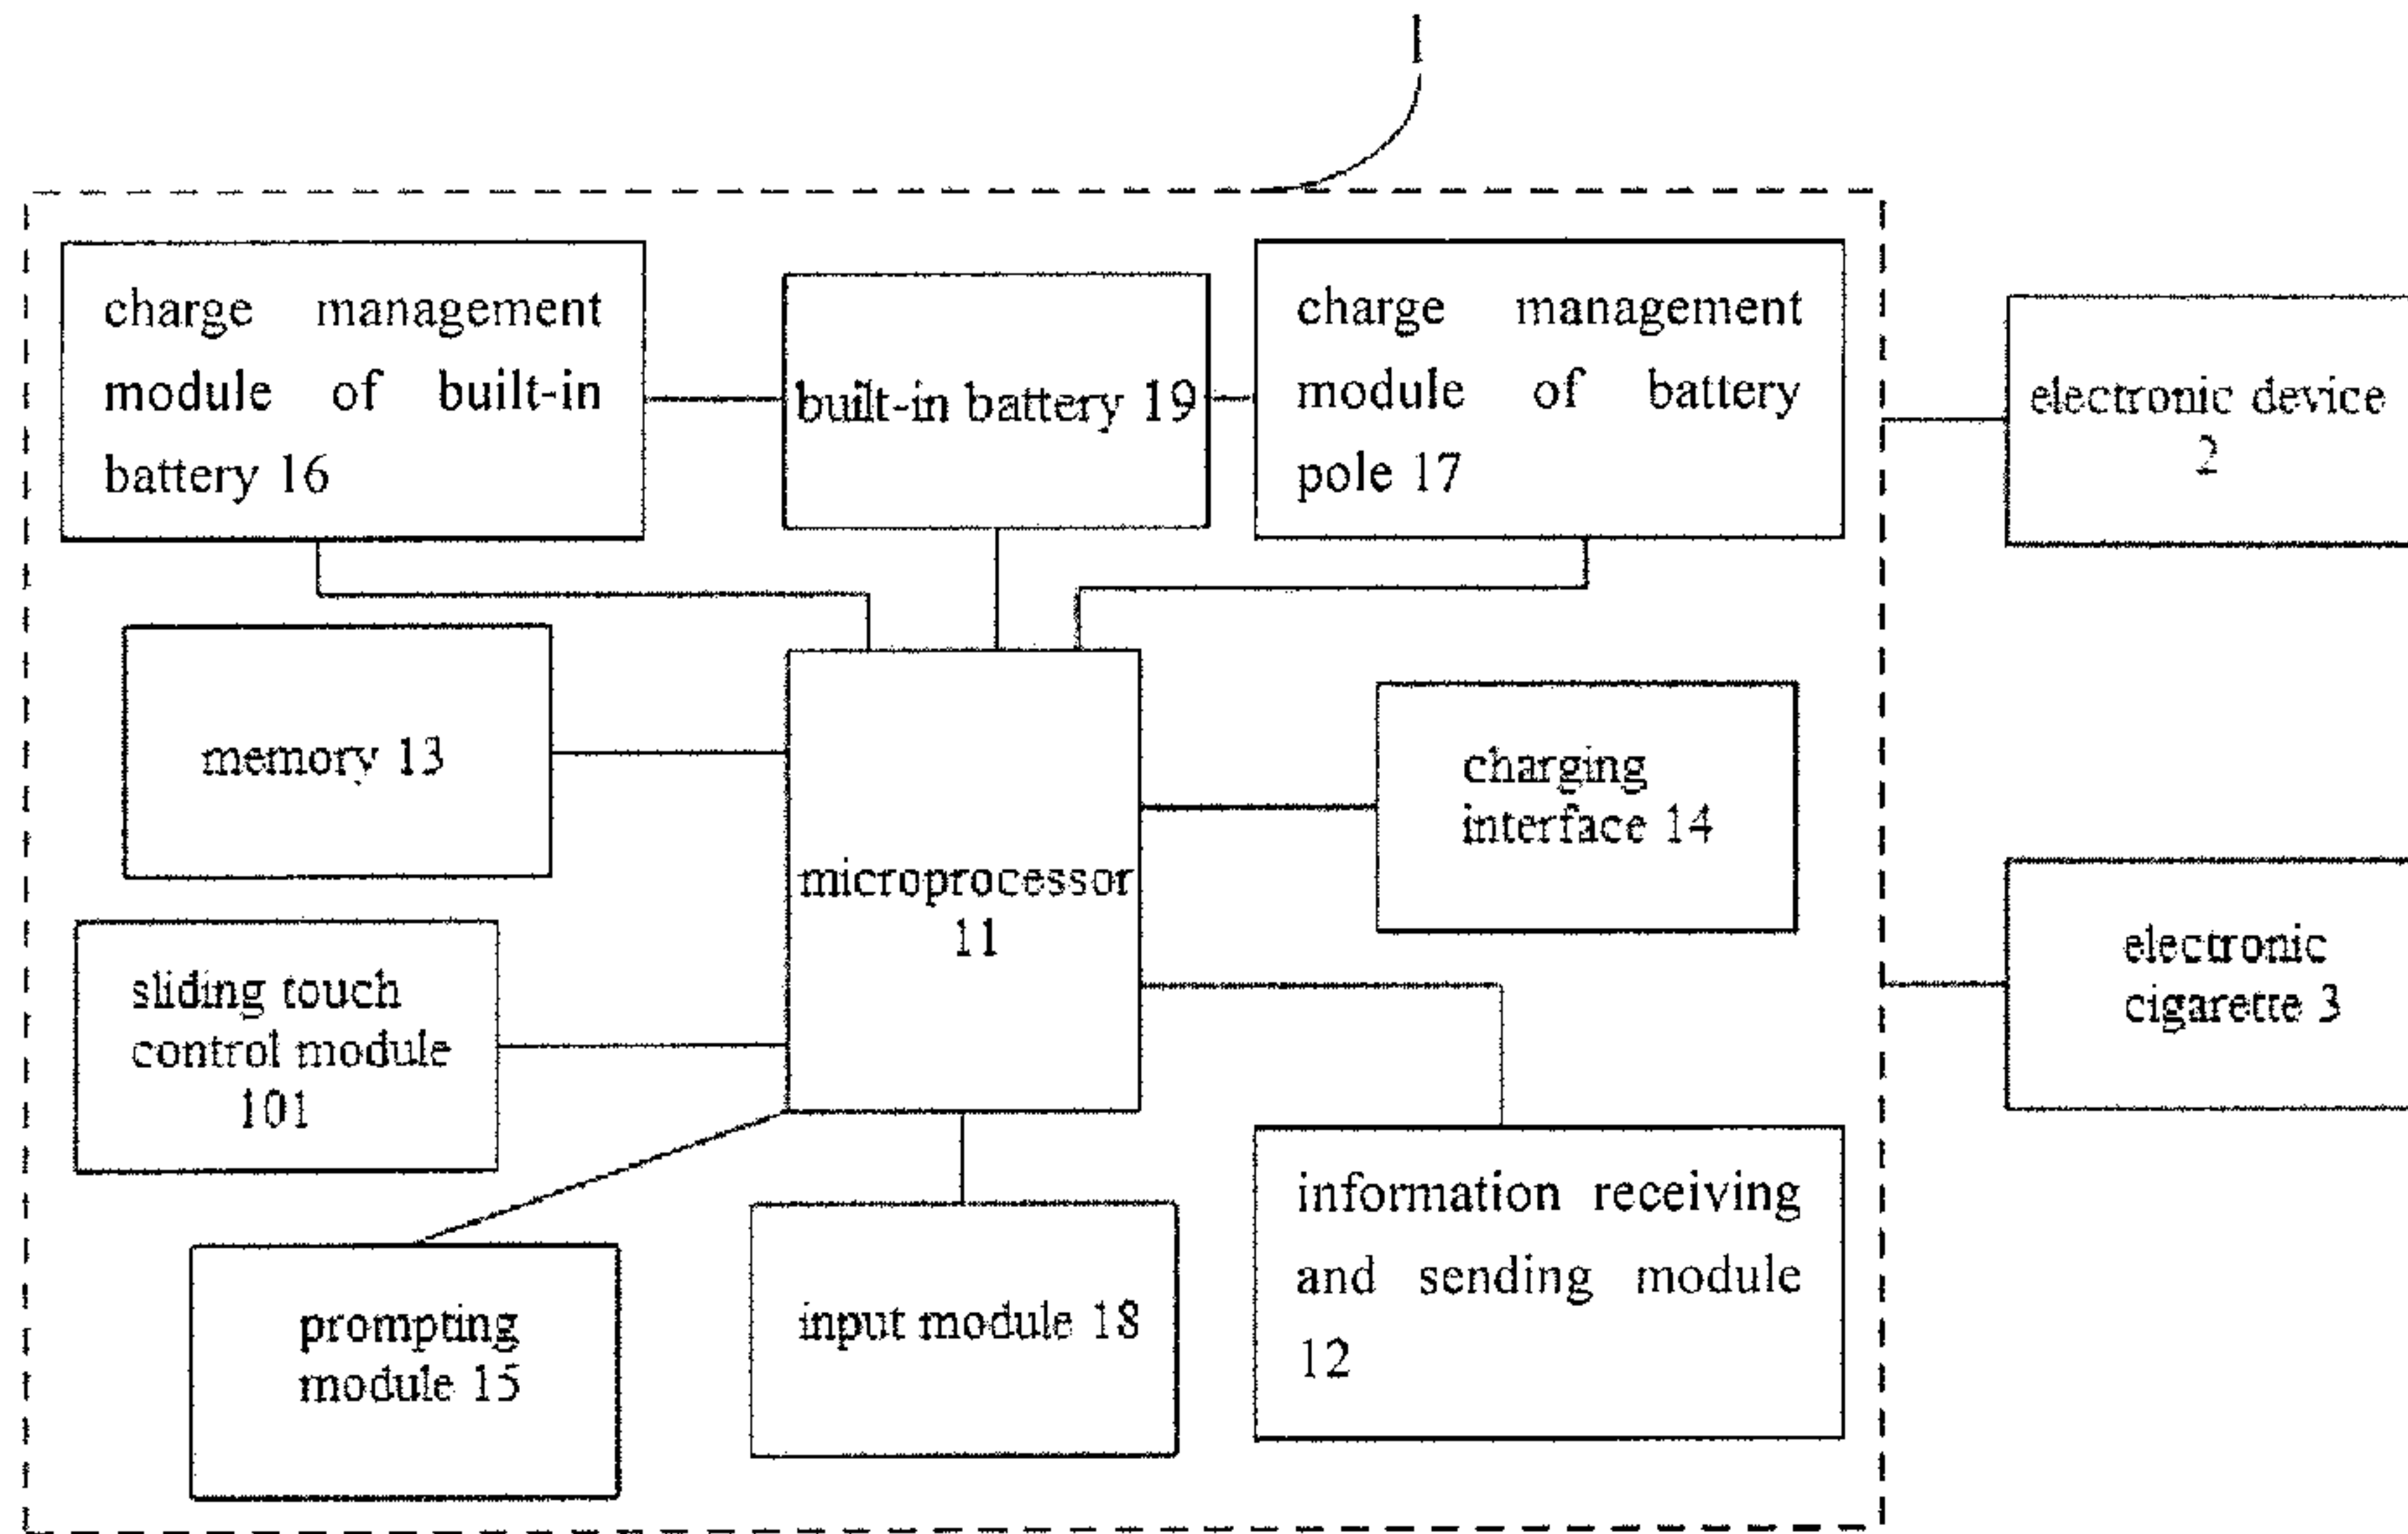 1
charge management
module of built-in
battery 16
built-in battery 19
charge management
module of battery
pole 17
electronic device
2
memory 13
microprocessor
11
charging
interface 14
electronic
cigarette 3
sliding touch
control module
101
prompting
module 15
input module 18
information receiving
and sending module
12